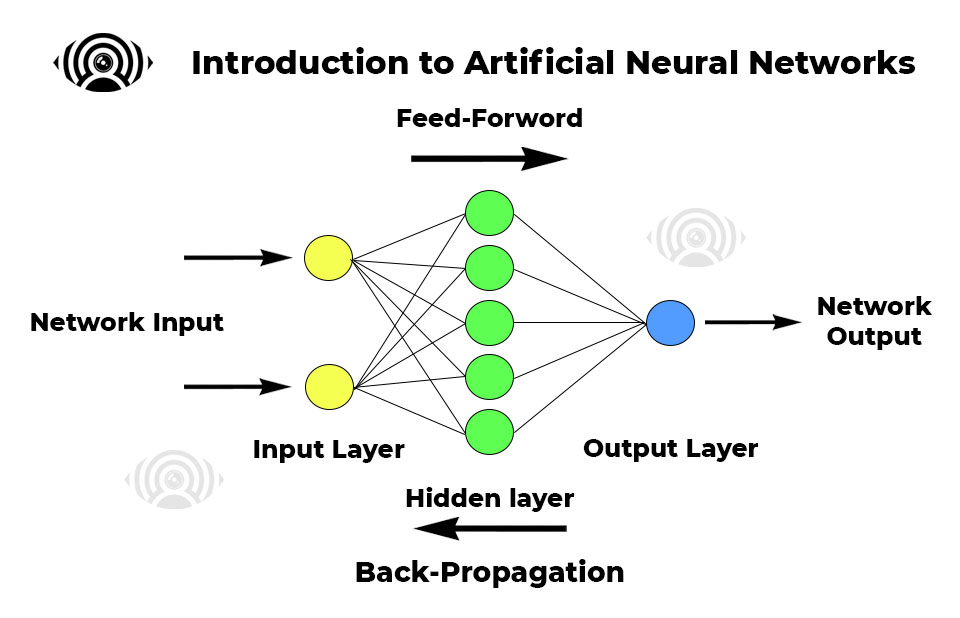 Introduction to Artificial Neural Networks
Feed-Forword
Network Input
Network
Output
Input Layer
Output Layer
Hidden layer
Back-Propagation